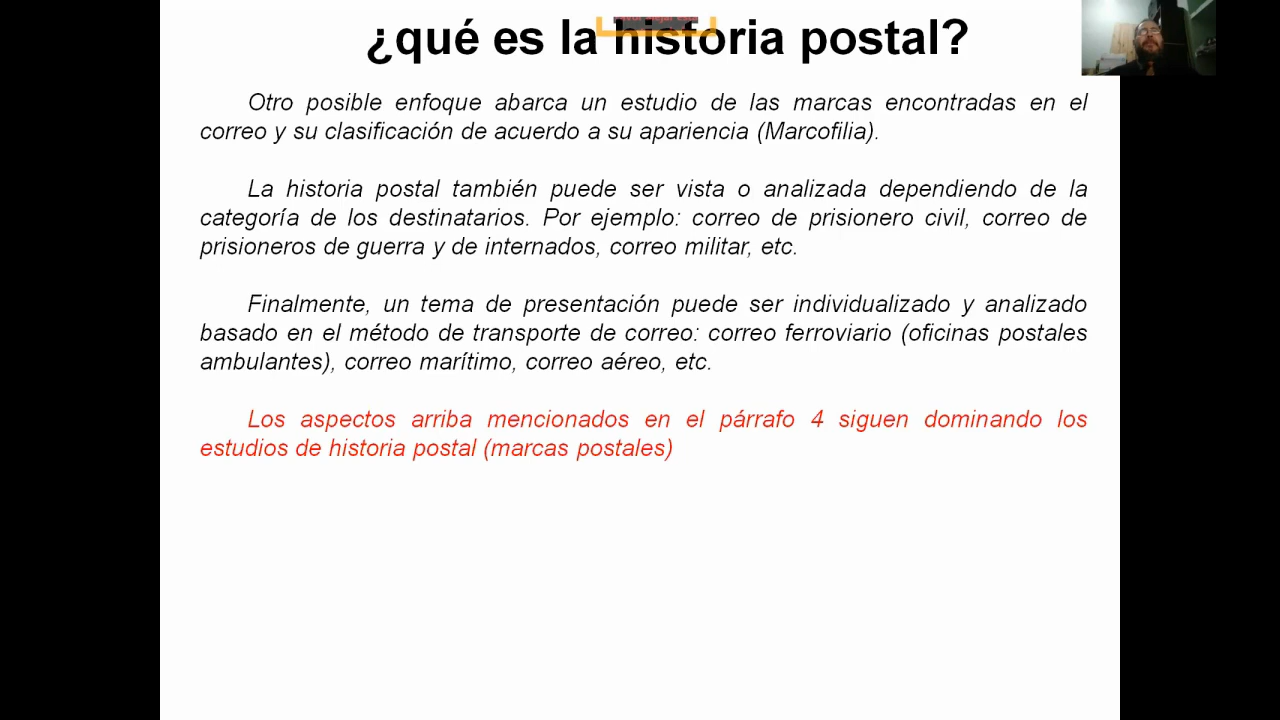 ¿qué es la historia postal?
Otro posible enfoque abarca un estudio de las marcas encontradas en el
correo y su clasificación de acuerdo a su apariencia (Marcofilia).
La historia postal también puede ser vista o analizada dependiendo de la
categoría de los destinatarios. Por ejemplo: correo de prisionero civil, correo de
prisioneros de guerra y de internados, correo militar, etc.
Finalmente, un tema de presentación puede ser individualizado y analizado
basado en el método de transporte de correo: correo ferroviario (oficinas postales
ambulantes), correo marítimo, correo aéreo, etc.
Los aspectos arriba mencionados en el párrafo 4 siguen dominando los
estudios de historia postal (marcas postales)